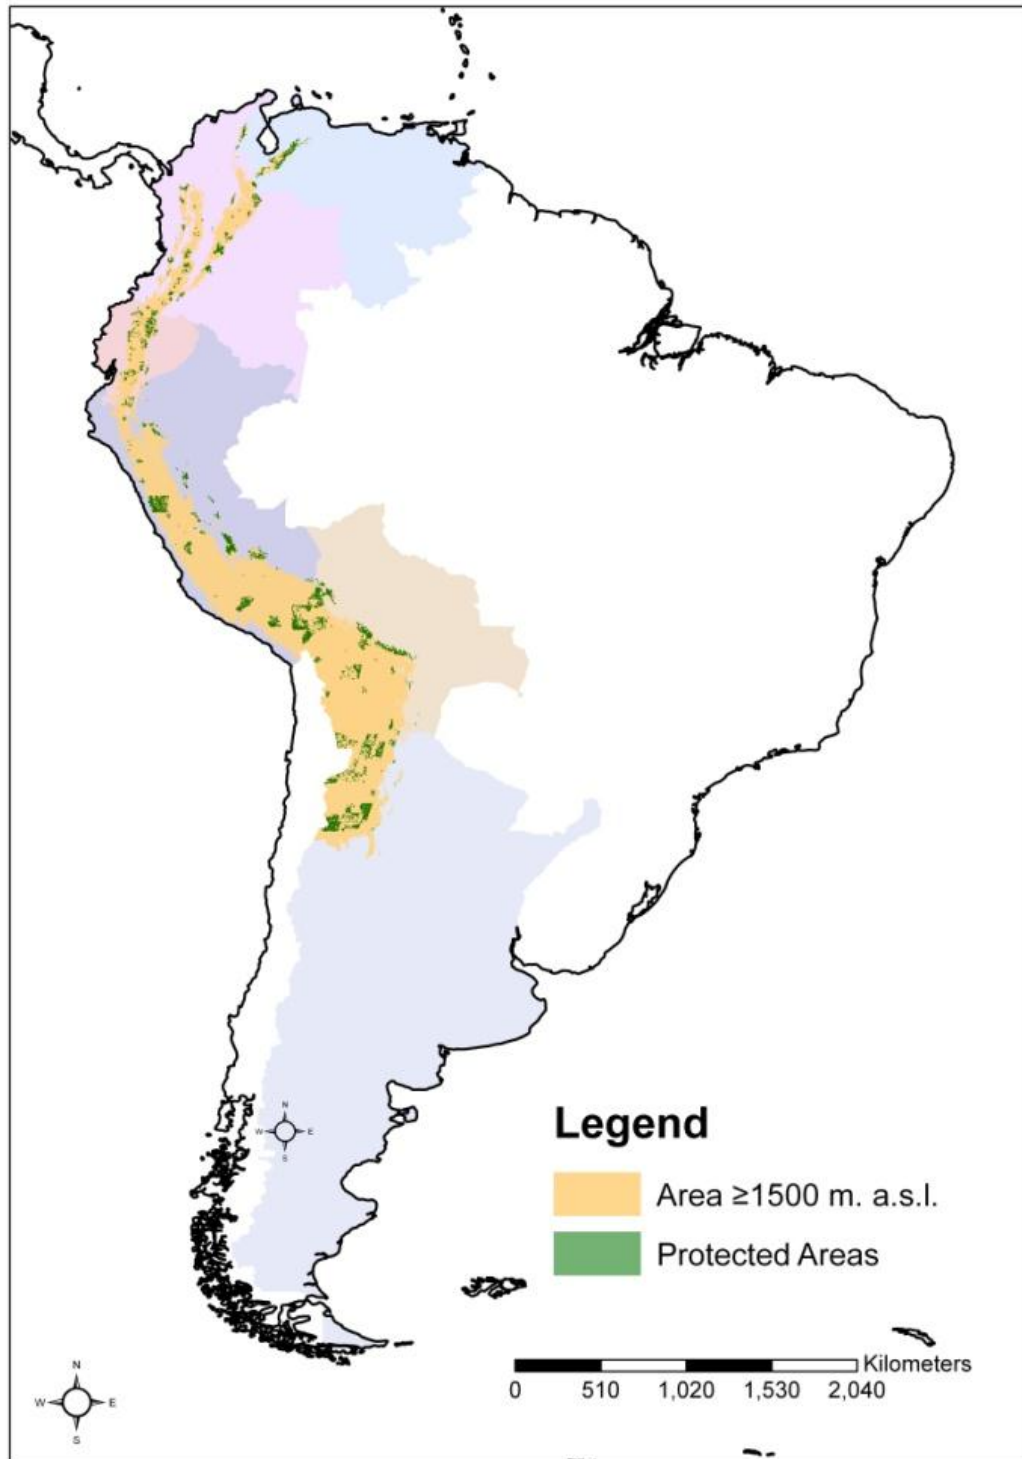 N
W E
S
Legend
Area ≥1500 m. a.s.l.
Protected Areas
Kilometers
0 510 1,020 1,530 2,040
N
W E
S